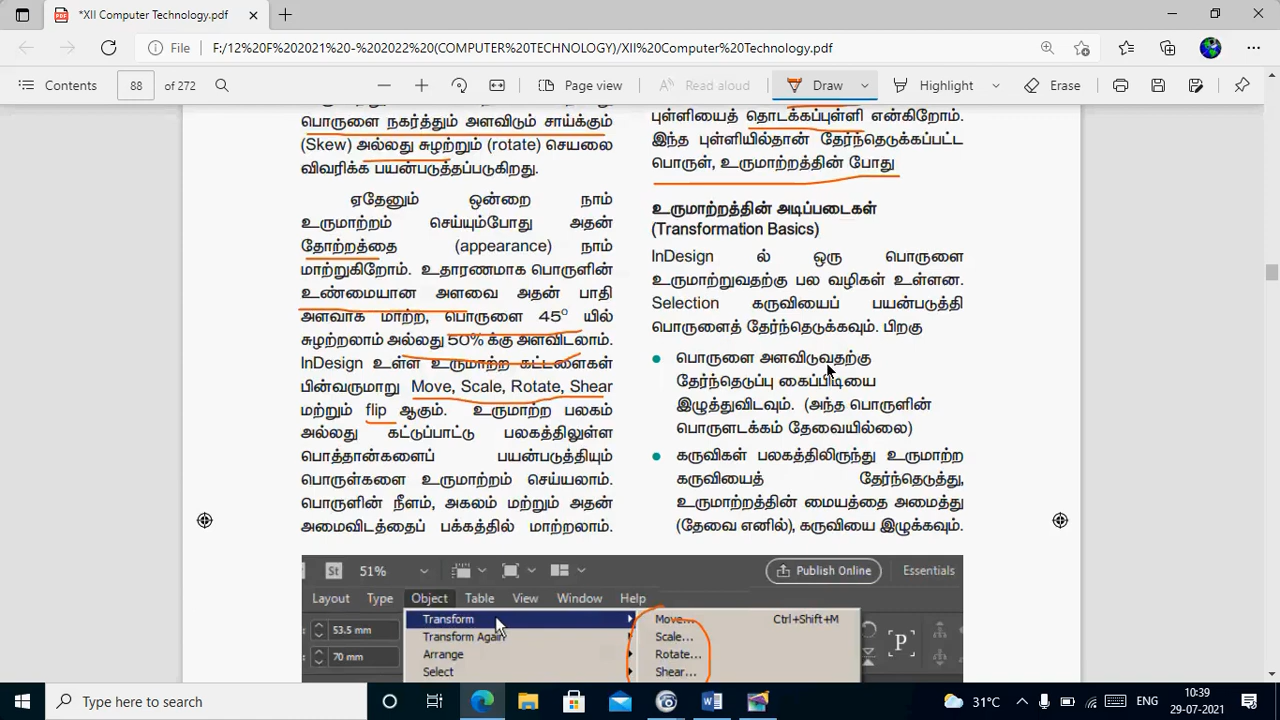 *XII Computer Technology.pdf
File F:/12%20F%202021%20-%202022%20(COMPUTER%20TECHNOLOGY)/XII%20Computer%20Technology.pdf
Contents 88 of 272 Page view Read aloud Draw Highlight Erase
பொருளை நகர்த்தும் அளவிடும் சாய்க்கும்
(Skew) அல்லது சுழற்றும் (rotate) செயலை
விவரிக்க பயன்படுத்தப்படுகிறது.
ஏதேனும் ஒன்றை நாம்
உருமாற்றம் செய்யும்போது அதன்
தோற்றத்தை (appearance) நாம்
மாற்றுகிறோம். உதாரணமாக பொருளின்
உண்மையான அளவை அதன் பாதி
அளவாக மாற்ற, பொருளை 45° யில்
சுழற்றலாம் அல்லது 50% க்கு அளவிடலாம்.
InDesign உள்ள உருமாற்ற கட்டளைகள்
பின்வருமாறு Move, Scale, Rotate, Shear
மற்றும் flip ஆகும். உருமாற்ற பலகம்
அல்லது கட்டுப்பாட்டு பலகத்திலுள்ள
பொத்தான்களைப் பயன்படுத்தியும்
பொருள்களை உருமாற்றம் செய்யலாம்.
பொருளின் நீளம், அகலம் மற்றும் அதன்
அமைவிடத்தைப் பக்கத்தில் மாற்றலாம்.
புள்ளியைத் தொடக்கப்புள்ளி என்கிறோம்.
இந்த புள்ளியில்தான் தேர்ந்தெடுக்கப்பட்ட
பொருள், உருமாற்றத்தின் போது
உருமாற்றத்தின் அடிப்படைகள்
(Transformation Basics)
InDesign ல் ஒரு பொருளை
உருமாற்றுவதற்கு பல வழிகள் உள்ளன.
Selection கருவியைப் பயன்படுத்தி
பொருளைத் தேர்ந்தெடுக்கவும். பிறகு
பொருளை அளவிடுவதற்கு
தேர்ந்தெடுப்பு கைப்பிடியை
இழுத்துவிடவும். (அந்த பொருளின்
பொருளடக்கம் தேவையில்லை)
கருவிகள் பலகத்திலிருந்து உருமாற்ற
கருவியைத் தேர்ந்தெடுத்து,
உருமாற்றத்தின் மையத்தை அமைத்து
(தேவை எனில்), கருவியை இழுக்கவும்.
St 51% Publish Online Essentials
Layout Type Object Table View Window Help
53.5 mm Transform Move... Ctrl+Shift+M
Transform Again Scale...
70 mm Arrange Rotate... P
Select Shear...
Type here to search 31°C ENG 10:39
29-07-2021